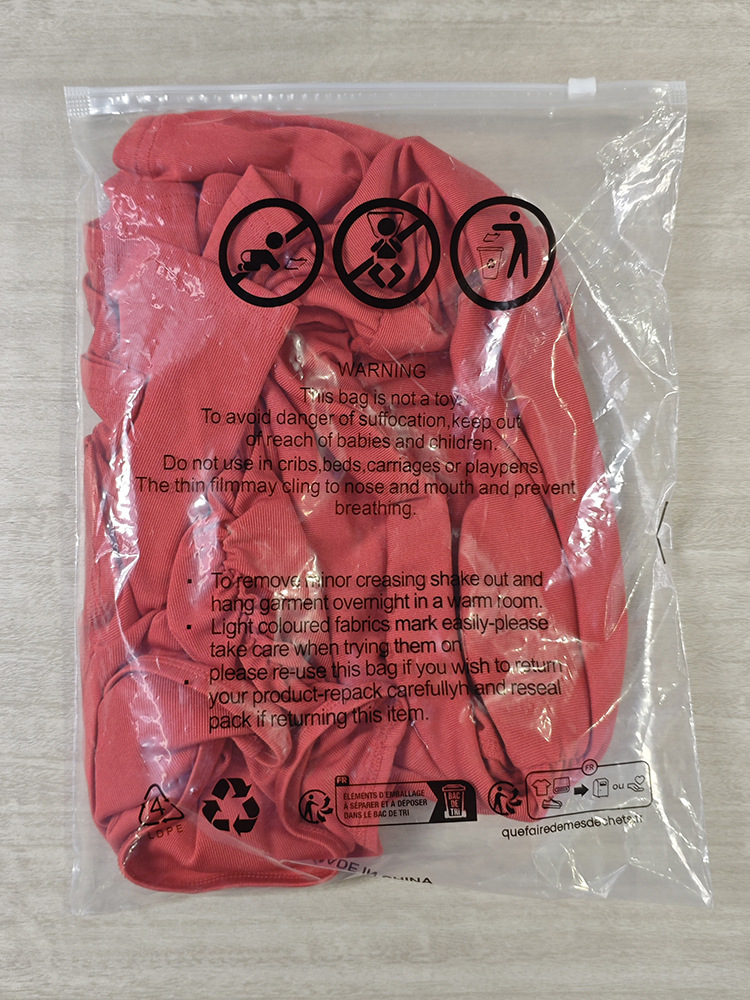 WARNING
This bag is not a toy.
To avoid danger of suffocation,keep out
of reach of babies and children.
Do not use in cribs,beds,carriages or playpens.
The thin filmmay cling to nose and mouth and prevent
breathing.
▪ To remove minor creasing shake out and
hang garment overnight in a warm room.
▪ Light coloured fabrics mark easily-please
take care when trying them on
▪ please re-use this bag if you wish to return
your product-repack carefullyh and reseal
pack if returning this item.
4
LDPE
FR
ÉLÉMENTS D'EMBALLAGE
À SÉPARER ET À DÉPOSER
DANS LE BAC DE TRI
BAC
DE
TRI
FR
OU
quefairedemesdechets.fr
MADE IN CHINA